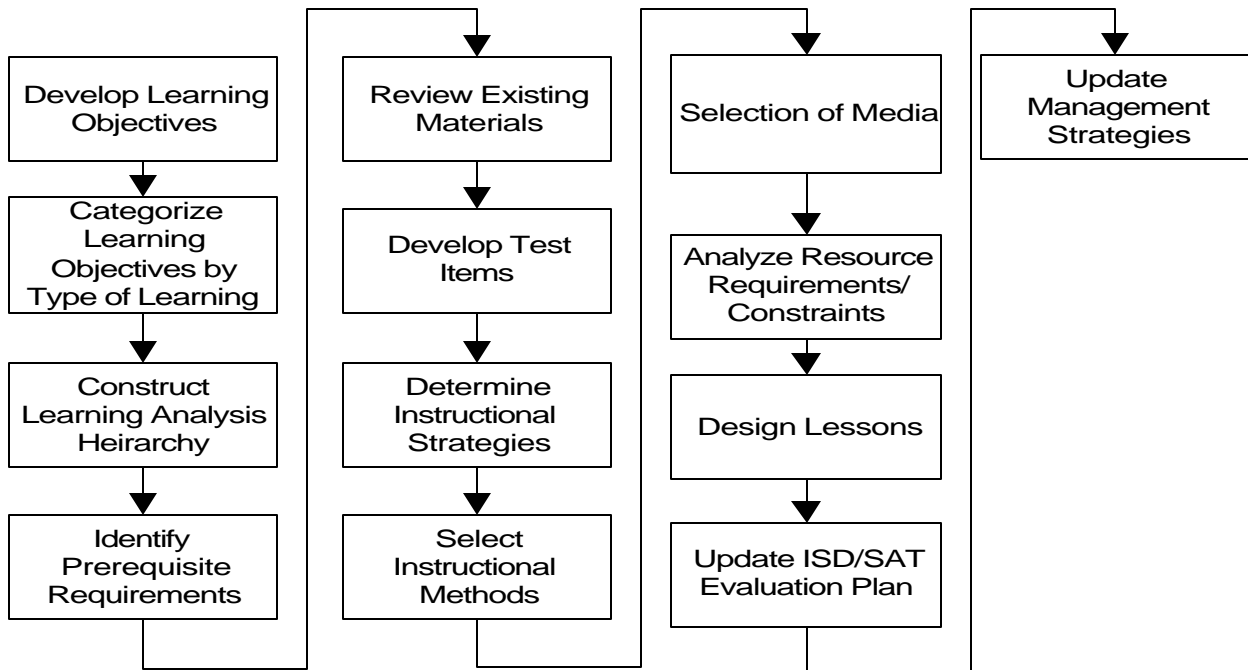 Develop Learning
Objectives
Categorize
Learning
Objectives by
Type of Learning
Construct
Learning Analysis
Heirarchy
Identify
Prerequisite
Requirements
Review Existing
Materials
Develop Test
Items
Determine
Instructional
Strategies
Select
Instructional
Methods
Selection of Media
Analyze Resource
Requirements/
Constraints
Design Lessons
Update ISD/SAT
Evaluation Plan
Update
Management
Strategies